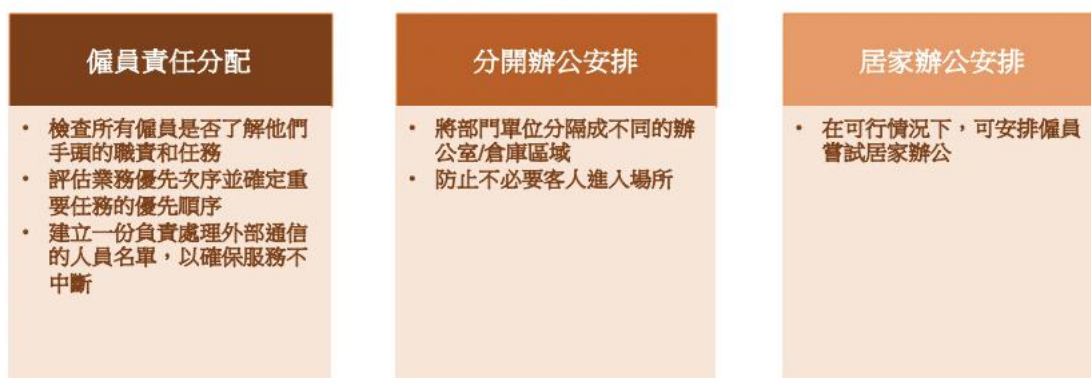 僱員責任分配
• 檢查所有僱員是否了解他們
手頭的職責和任務
• 評估業務優先次序並確定重
要任務的優先順序
• 建立一份負責處理外部通信
的人員名單，以確保服務不
中斷
分開辦公安排
• 將部門單位分隔成不同的辦
公室/倉庫區域
• 防止不必要客人進入場所
居家辦公安排
• 在可行情況下，可安排僱員
嘗試居家辦公